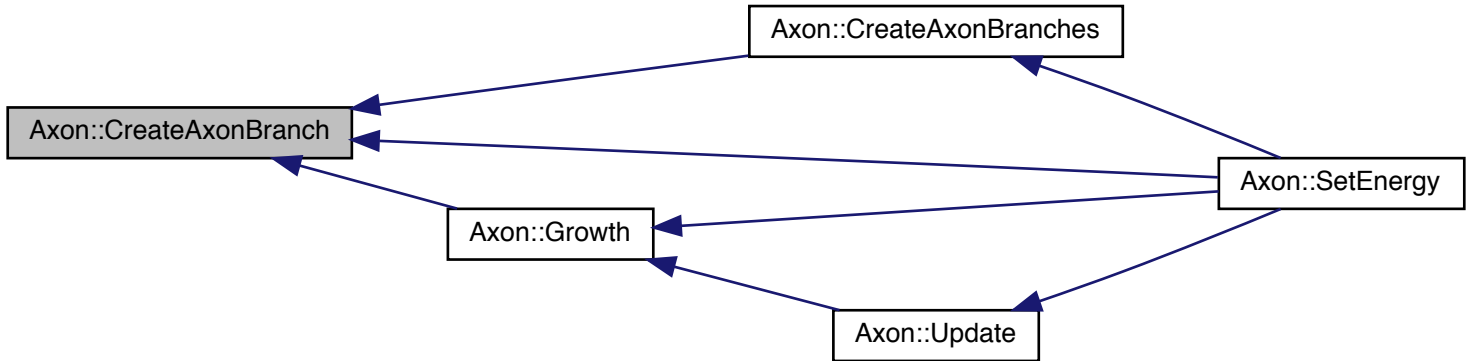 Axon::CreateAxonBranches
Axon::CreateAxonBranch
Axon::SetEnergy
Axon::Growth
Axon::Update